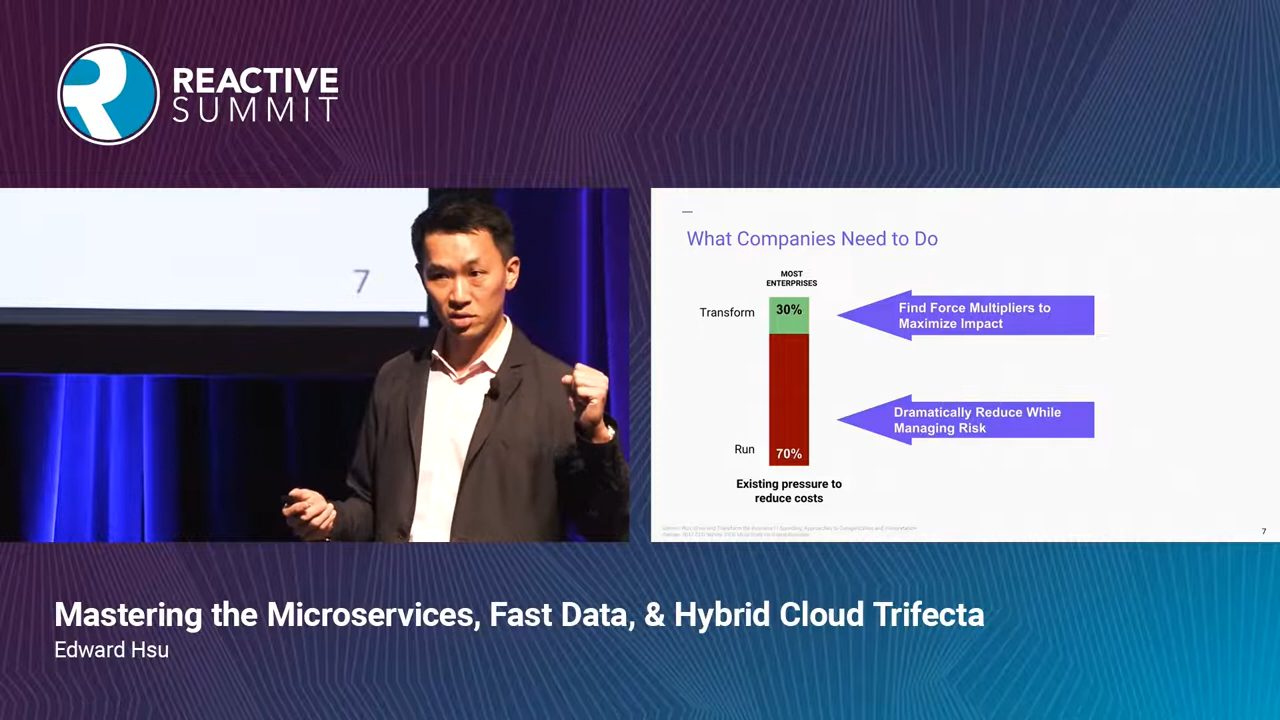 REACTIVE
SUMMIT
7
What Companies Need to Do
MOST
ENTERPRISES
Transform
30%
Find Force Multipliers to
Maximize Impact
Dramatically Reduce While
Managing Risk
Run
70%
Existing pressure to
reduce costs
7
Mastering the Microservices, Fast Data, & Hybrid Cloud Trifecta
Edward Hsu